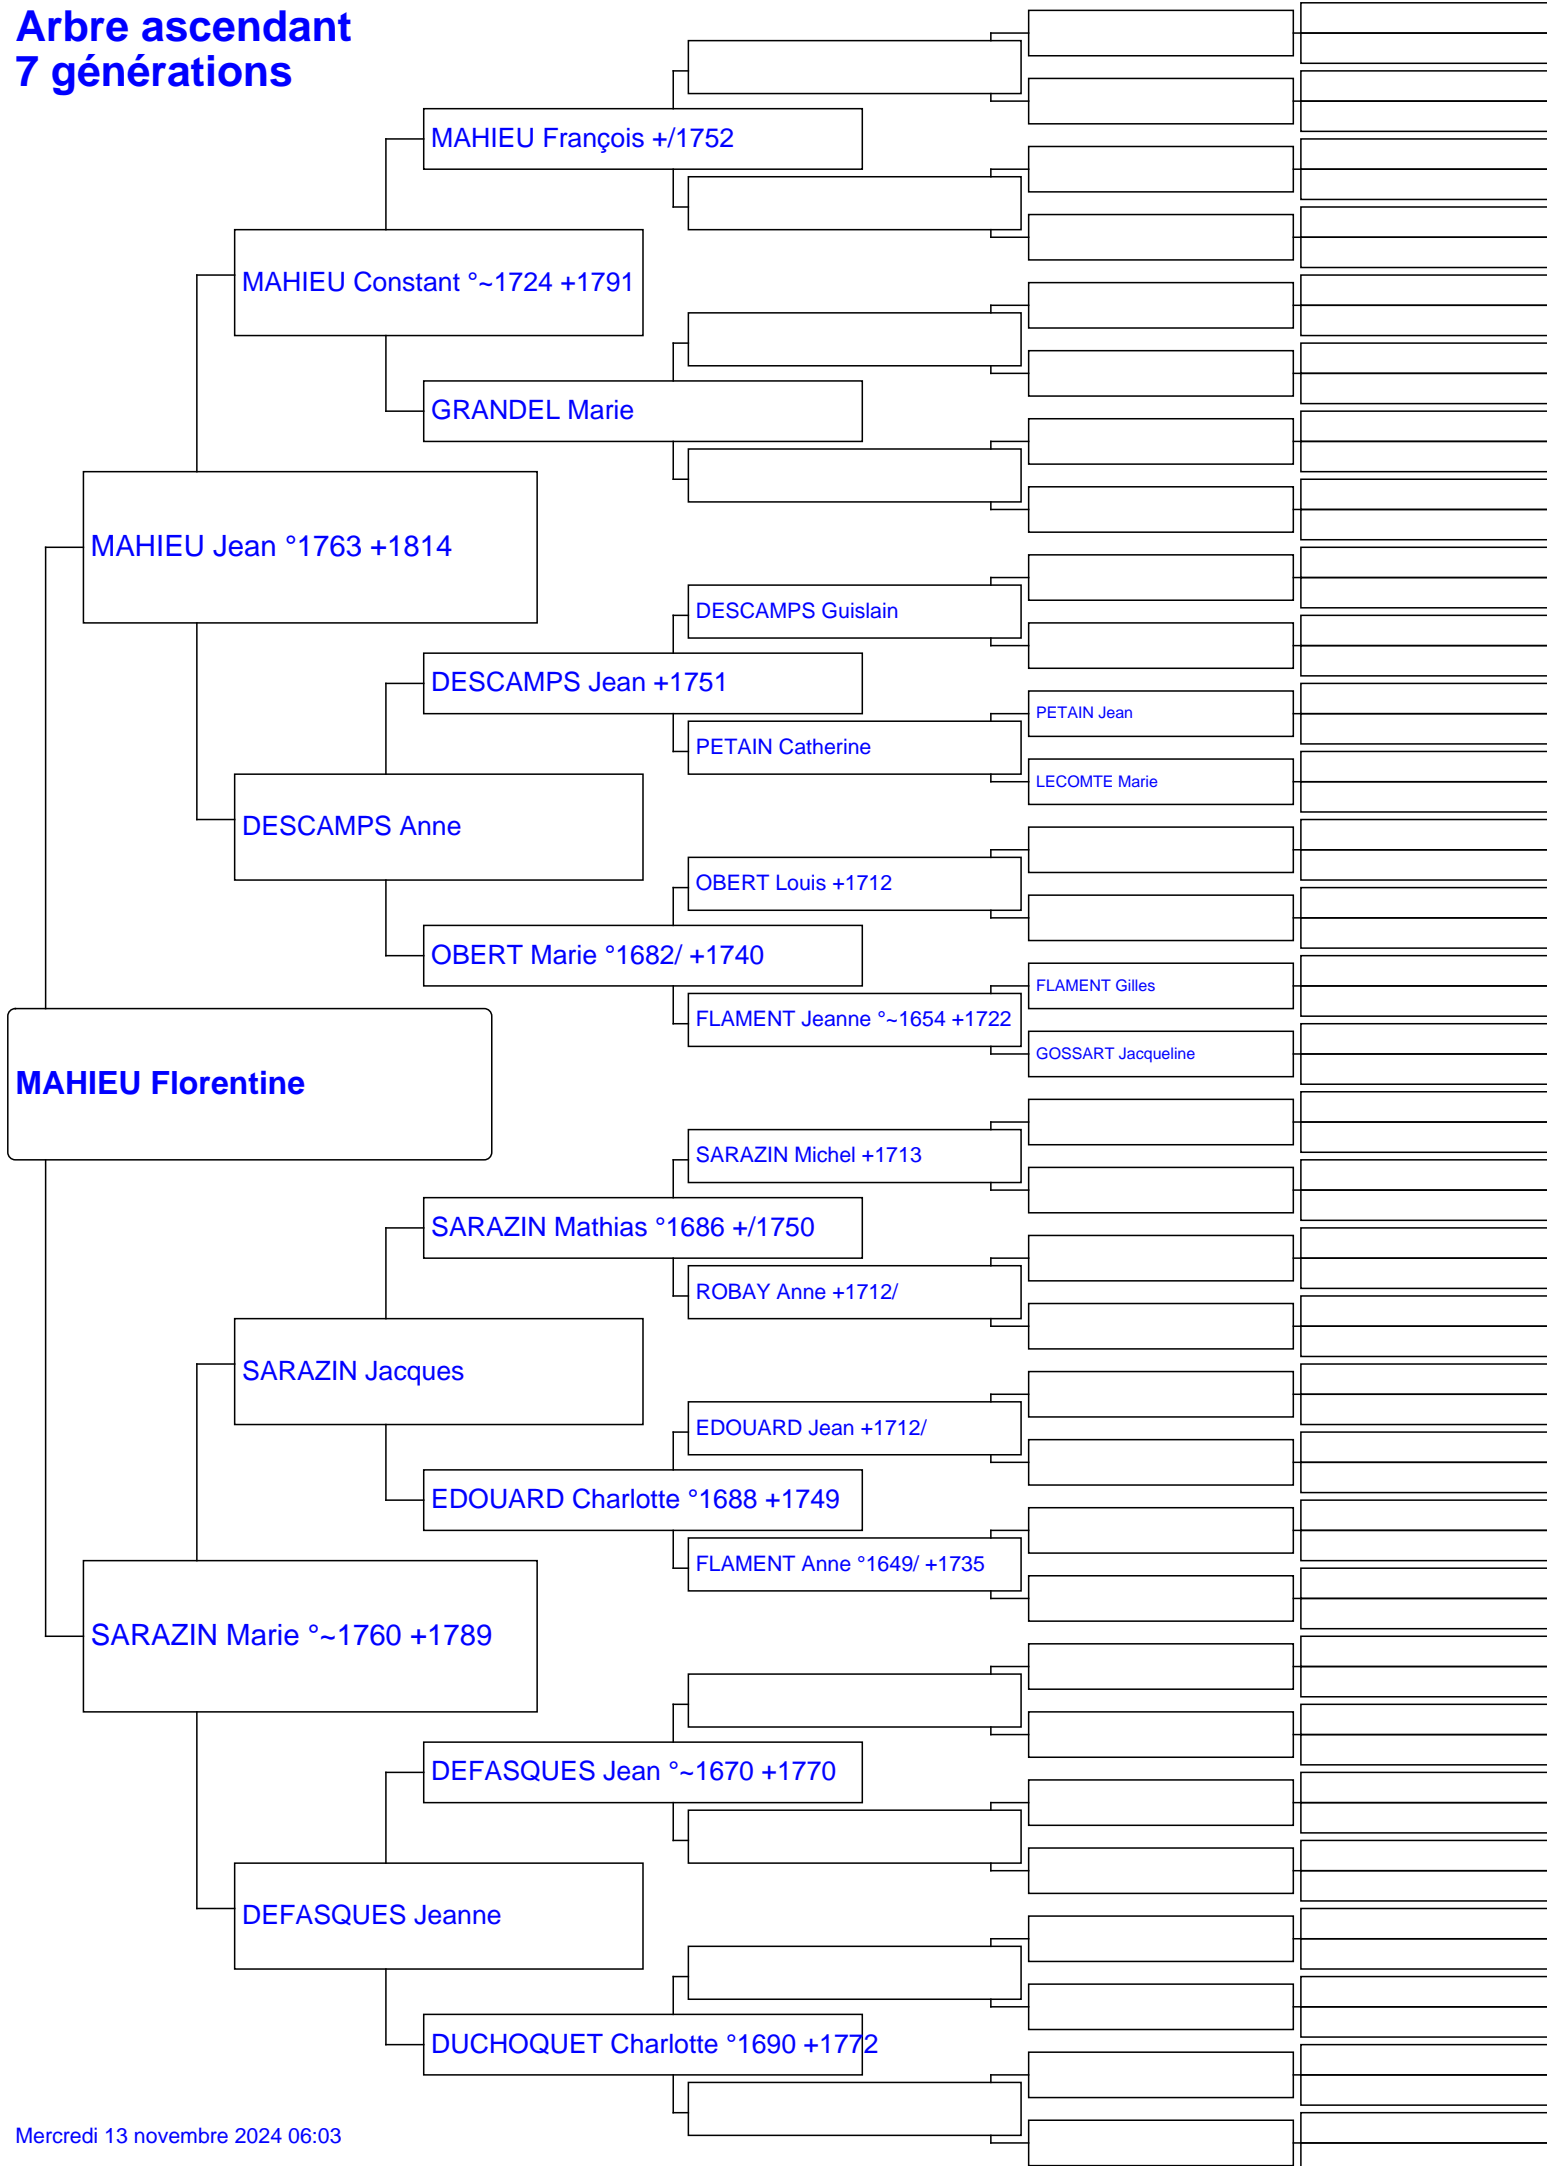 Arbre ascendant
7 générations
MAHIEU François +/1752
MAHIEU Constant °~1724 +1791
GRANDEL Marie
MAHIEU Jean °1763 +1814
DESCAMPS Guislain
DESCAMPS Jean +1751
PETAIN Jean
PETAIN Catherine
LECOMTE Marie
DESCAMPS Anne
OBERT Louis +1712
OBERT Marie °1682/ +1740
FLAMENT Gilles
FLAMENT Jeanne °~1654 +1722
GOSSART Jacqueline
MAHIEU Florentine
SARAZIN Michel +1713
SARAZIN Mathias °1686 +/1750
ROBAY Anne +1712/
SARAZIN Jacques
EDOUARD Jean +1712/
EDOUARD Charlotte °1688 +1749
FLAMENT Anne °1649/ +1735
SARAZIN Marie °~1760 +1789
DEFASQUES Jean °~1670 +1770
DEFASQUES Jeanne
DUCHOQUET Charlotte °1690 +1772
Mercredi 13 novembre 2024 06:03